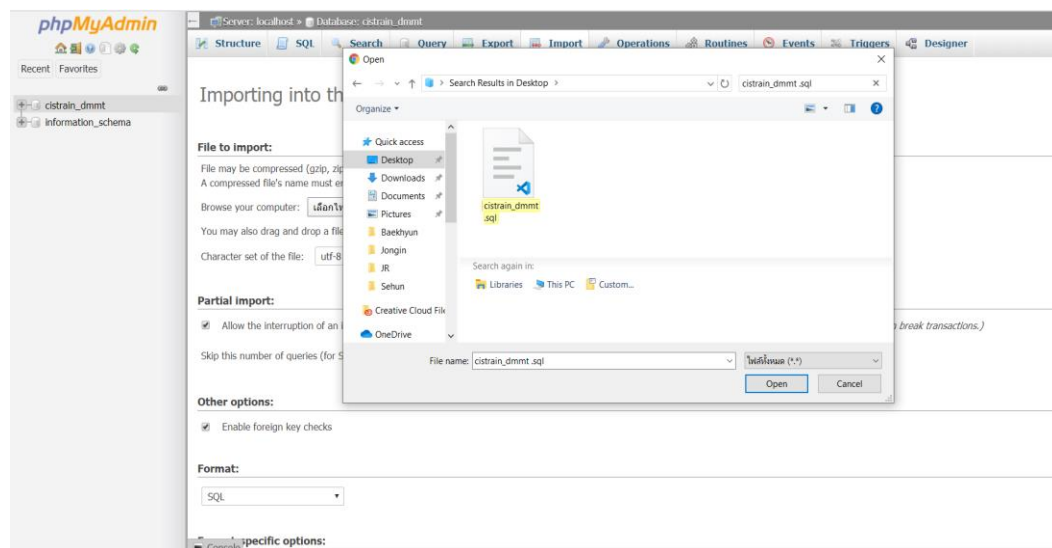 phpMyAdmin
Recent Favorites
cistrain_dmmt
information_schema
Server: localhost » Database: cistrain_dmmt
Structure SQL Search Query Export Import Operations Routines Events Triggers Designer
Importing into th
File to import:
File may be compressed (gzip, zip
A compressed file's name must e
Browse your computer: เลือกไฟ
You may also drag and drop a file
Character set of the file: utf-8
Partial import:
Allow the interruption of an i
break transactions.)
Skip this number of queries (for S
Other options:
Enable foreign key checks
Format:
SQL
specific options:
Console
Open
Search Results in Desktop
cistrain_dmmt .sql
Organize
Quick access
Desktop
Downloads
Documents
Pictures
Baekhyun
Jongin
JR
Sehun
Creative Cloud File
OneDrive
cistrain_dmmt
.sql
Search again in:
Libraries This PC Custom...
File name: cistrain_dmmt .sql
ไฟล์ทั้งหมด (*.*)
Open Cancel